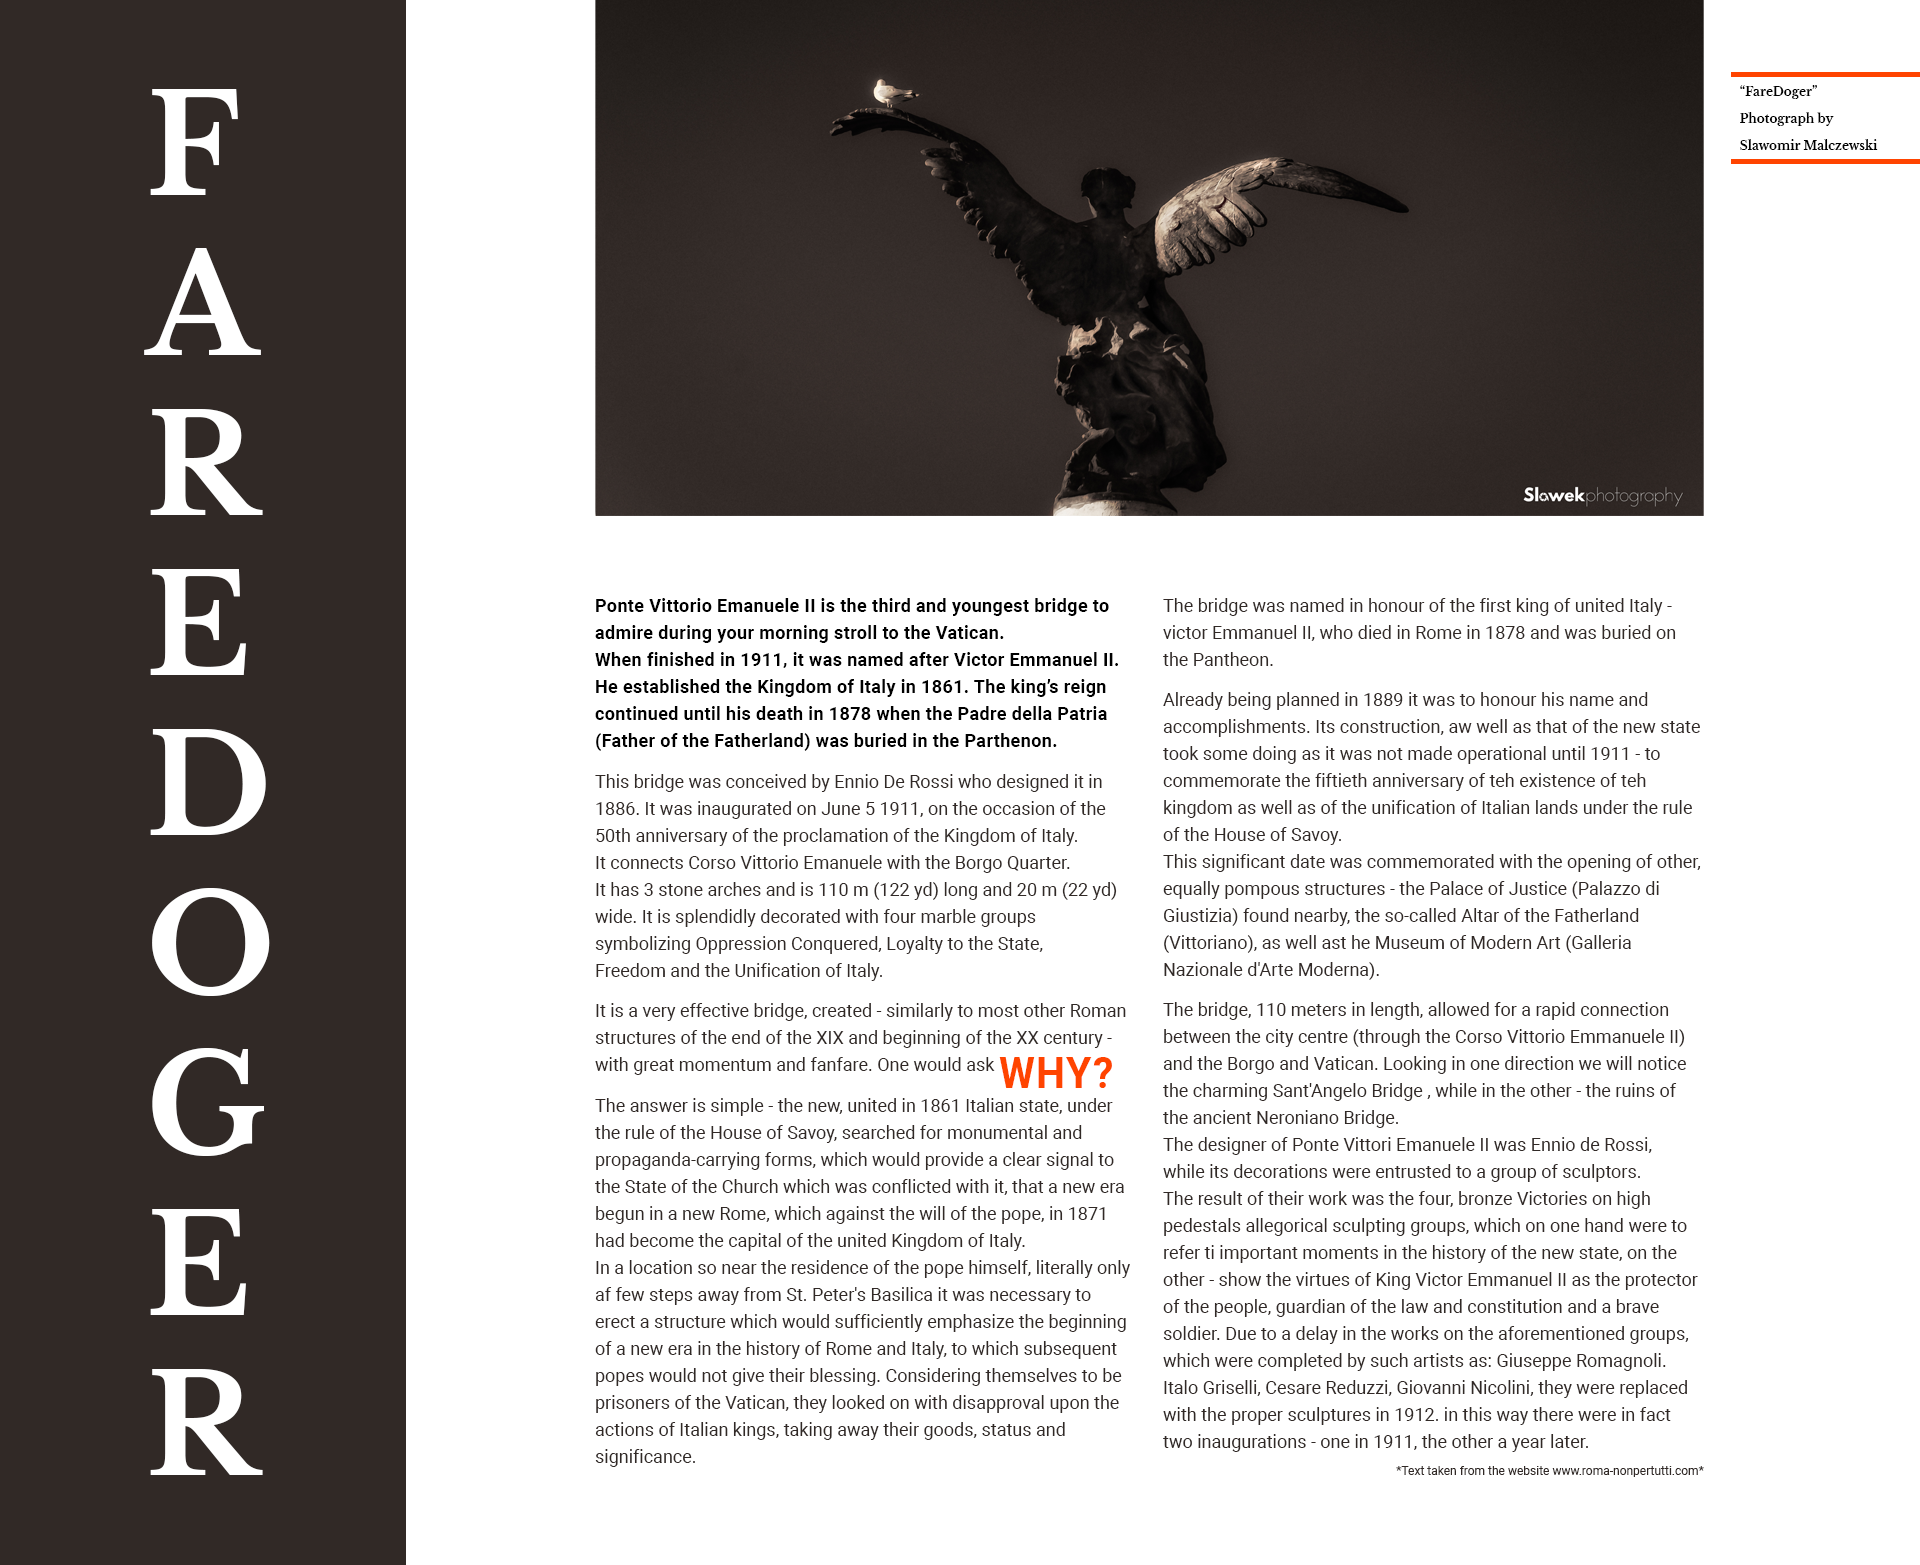 FAREDOGER
"FareDoger"
Photograph by
Slawomir Malczewski
Slawekphotography
Ponte Vittorio Emanuele II is the third and youngest bridge to
admire during your morning stroll to the Vatican.
When finished in 1911, it was named after Victor Emmanuel II.
He established the Kingdom of Italy in 1861. The king’s reign
continued until his death in 1878 when the Padre della Patria
(Father of the Fatherland) was buried in the Parthenon.
This bridge was conceived by Ennio De Rossi who designed it in
1886. It was inaugurated on June 5 1911, on the occasion of the
50th anniversary of the proclamation of the Kingdom of Italy.
It connects Corso Vittorio Emanuele with the Borgo Quarter.
It has 3 stone arches and is 110 m (122 yd) long and 20 m (22 yd)
wide. It is splendidly decorated with four marble groups
symbolizing Oppression Conquered, Loyalty to the State,
Freedom and the Unification of Italy.
It is a very effective bridge, created - similarly to most other Roman
structures of the end of the XIX and beginning of the XX century -
with great momentum and fanfare. One would ask WHY?
The answer is simple - the new, united in 1861 Italian state, under
the rule of the House of Savoy, searched for monumental and
propaganda-carrying forms, which would provide a clear signal to
the State of the Church which was conflicted with it, that a new era
begun in a new Rome, which against the will of the pope, in 1871
had become the capital of the united Kingdom of Italy.
In a location so near the residence of the pope himself, literally only
af few steps away from St. Peter's Basilica it was necessary to
erect a structure which would sufficiently emphasize the beginning
of a new era in the history of Rome and Italy, to which subsequent
popes would not give their blessing. Considering themselves to be
prisoners of the Vatican, they looked on with disapproval upon the
actions of Italian kings, taking away their goods, status and
significance.
The bridge was named in honour of the first king of united Italy -
victor Emmanuel II, who died in Rome in 1878 and was buried on
the Pantheon.
Already being planned in 1889 it was to honour his name and
accomplishments. Its construction, aw well as that of the new state
took some doing as it was not made operational until 1911 - to
commemorate the fiftieth anniversary of teh existence of teh
kingdom as well as of the unification of Italian lands under the rule
of the House of Savoy.
This significant date was commemorated with the opening of other,
equally pompous structures - the Palace of Justice (Palazzo di
Giustizia) found nearby, the so-called Altar of the Fatherland
(Vittoriano), as well ast he Museum of Modern Art (Galleria
Nazionale d'Arte Moderna).
The bridge, 110 meters in length, allowed for a rapid connection
between the city centre (through the Corso Vittorio Emmanuele II)
and the Borgo and Vatican. Looking in one direction we will notice
the charming Sant'Angelo Bridge , while in the other - the ruins of
the ancient Neroniano Bridge.
The designer of Ponte Vittori Emanuele II was Ennio de Rossi,
while its decorations were entrusted to a group of sculptors.
The result of their work was the four, bronze Victories on high
pedestals allegorical sculpting groups, which on one hand were to
refer ti important moments in the history of the new state, on the
other - show the virtues of King Victor Emmanuel II as the protector
of the people, guardian of the law and constitution and a brave
soldier. Due to a delay in the works on the aforementioned groups,
which were completed by such artists as: Giuseppe Romagnoli.
Italo Griselli, Cesare Reduzzi, Giovanni Nicolini, they were replaced
with the proper sculptures in 1912. in this way there were in fact
two inaugurations - one in 1911, the other a year later.
*Text taken from the website www.roma-nonpertutti.com*